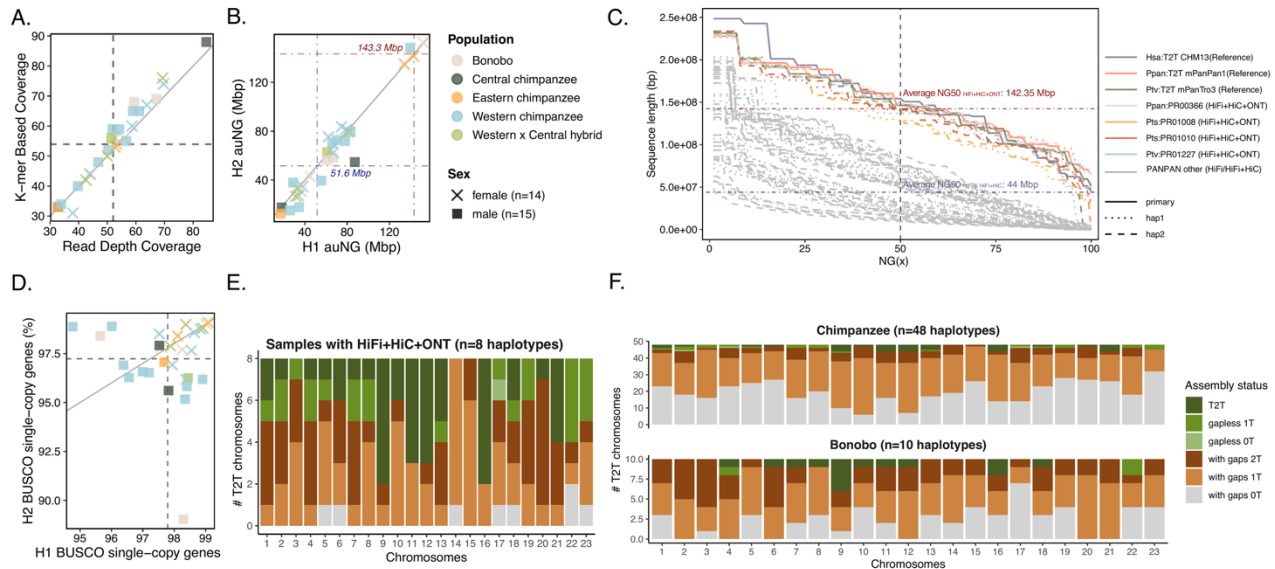 A.
90
80
70
60
50
40
30
K-mer Based Coverage
30 40 50 60 70 80
Read Depth Coverage
B.
143.3 Mbp
51.6 Mbp
140
80
40
H2 auNG (Mbp)
40 80 140
H1 auNG (Mbp)
Population
Bonobo
Central chimpanzee
Eastern chimpanzee
Western chimpanzee
Western x Central hybrid
Sex
female (n=14)
male (n=15)
C.
2.5e+08
2.0e+08
1.5e+08
1.0e+08
5.0e+07
0.0e+00
Sequence length (bp)
Average NG50 HiFi+HiC+ONT: 142.35 Mbp
Average NG50 HiFi: 44 Mbp
0 25 50 75 100
NG(x)
Hsa:T2T CHM13(Reference)
Ppan:T2T mPanPan1(Reference)
Ptv:T2T mPanTro3 (Reference)
Ppan:PR00366 (HiFi+HiC+ONT)
Pts:PR01008 (HiFi+HiC+ONT)
Pts:PR01010 (HiFi+HiC+ONT)
Ptv:PR01227 (HiFi+HiC+ONT)
PANPAN other (HiFi/HiFi+HiC)
primary
hap1
hap2
D.
97.5
95.0
92.5
90.0
H2 BUSCO single-copy genes (%)
95 96 97 98 99
H1 BUSCO single-copy genes
E.
Samples with HiFi+HiC+ONT (n=8 haplotypes)
8
6
4
2
0
# T2T chromosomes
1 2 3 4 5 6 7 8 9 10 11 12 13 14 15 16 17 18 19 20 21 22 23
Chromosomes
F.
Chimpanzee (n=48 haplotypes)
50
40
30
20
10
0
Bonobo (n=10 haplotypes)
10.0
7.5
5.0
2.5
0.0
# T2T chromosomes
1 2 3 4 5 6 7 8 9 10 11 12 13 14 15 16 17 18 19 20 21 22 23
Chromosomes
Assembly status
T2T
gapless 1T
gapless 0T
with gaps 2T
with gaps 1T
with gaps 0T